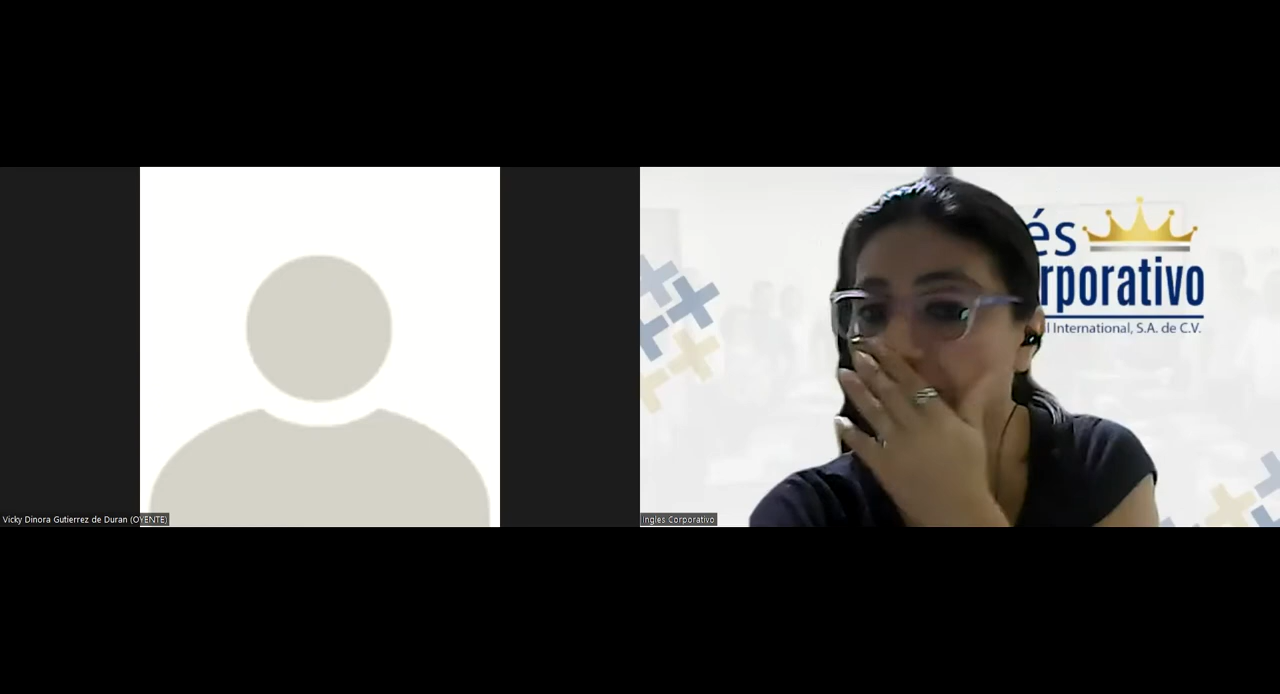 Vicky Dinora Gutierrez de Duran (OYENTE)
és
rporativo
l International, S.A. de C.V.
Ingles Corporativo